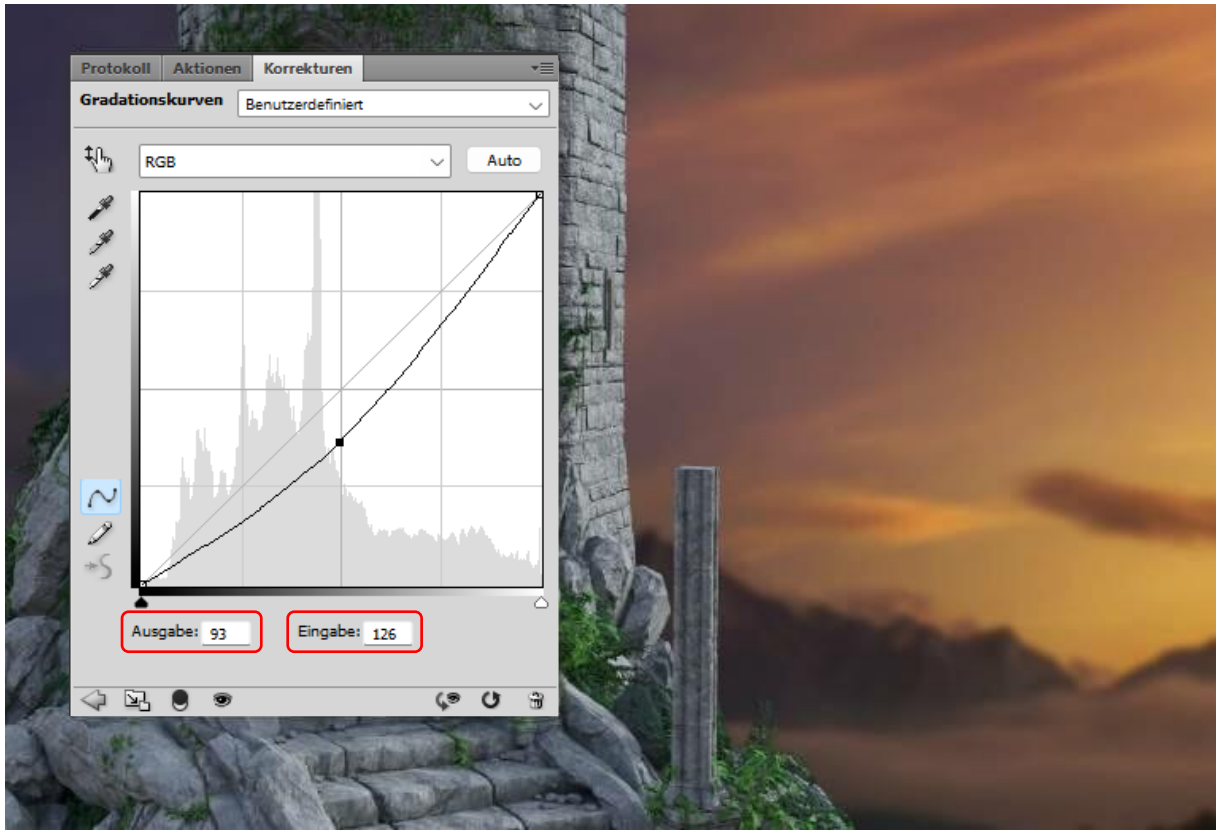 Protokoll Aktionen Korrekturen
Gradationskurven Benutzerdefiniert
RGB Auto
Ausgabe: 93 Eingabe: 126